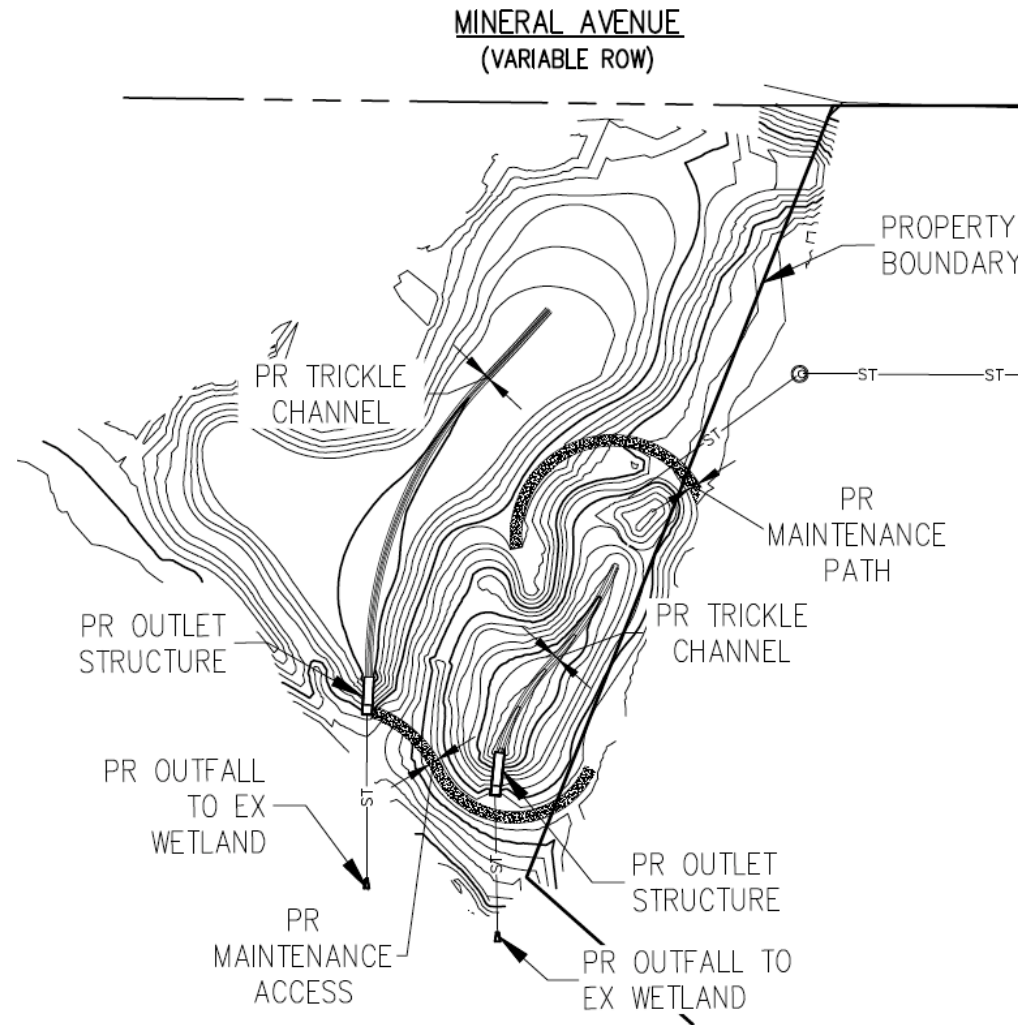 MINERAL AVENUE
(VARIABLE ROW)
PROPERTY
BOUNDARY
ST
ST
ST
PR TRICKLE
CHANNEL
PR
MAINTENANCE
PATH
PR TRICKLE
CHANNEL
PR OUTLET
STRUCTURE
PR OUTFALL
TO EX
WETLAND
ST
ST
PR OUTLET
STRUCTURE
PR
MAINTENANCE
ACCESS
PR OUTFALL TO
EX WETLAND